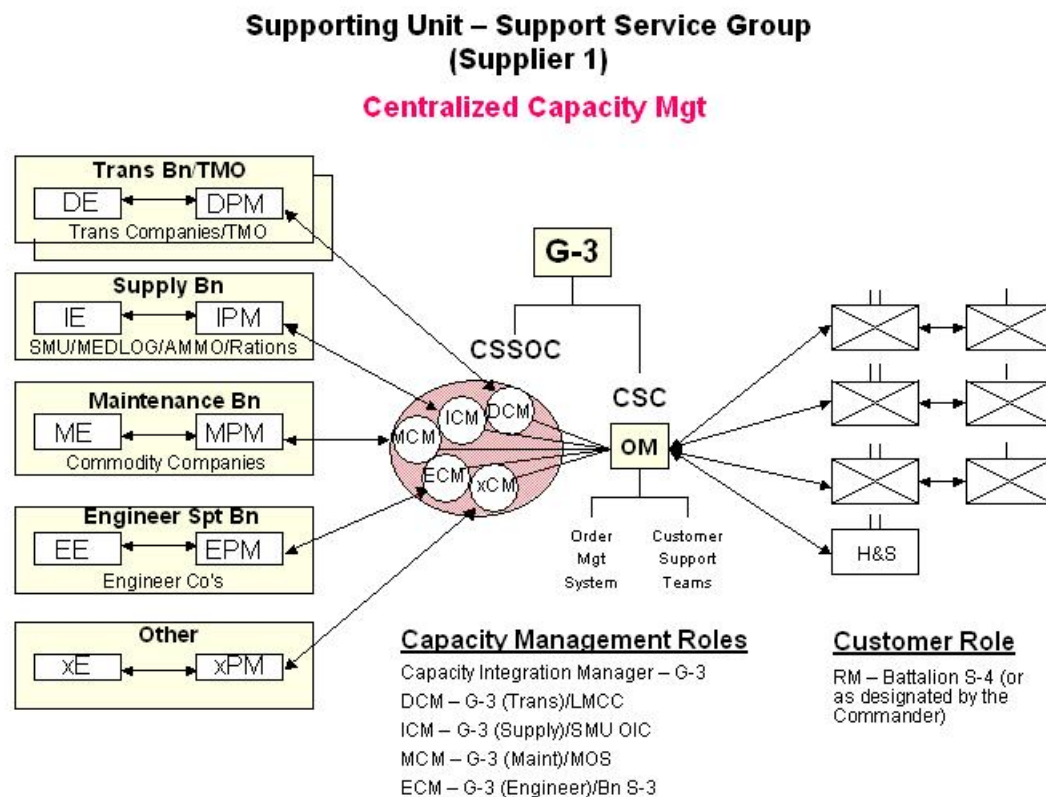 Supporting Unit – Support Service Group
(Supplier 1)
Centralized Capacity Mgt
Trans Bn/TMO
DE
DPM
Trans Companies/TMO
Supply Bn
IE
IPM
SMU/MEDLOG/AMMO/Rations
Maintenance Bn
ME
MPM
Commodity Companies
Engineer Spt Bn
EE
EPM
Engineer Co's
Other
xE
xPM
G-3
CSSOC
CSC
DCM
ICM
MCM
ECM
xCM
OM
Order
Mgt
System
Customer
Support
Teams
H&S
Capacity Management Roles
Capacity Integration Manager – G-3
DCM – G-3 (Trans)/LMCC
ICM – G-3 (Supply)/SMU OIC
MCM – G-3 (Maint)/MOS
ECM – G-3 (Engineer)/Bn S-3
Customer Role
RM – Battalion S-4 (or
as designated by the
Commander)